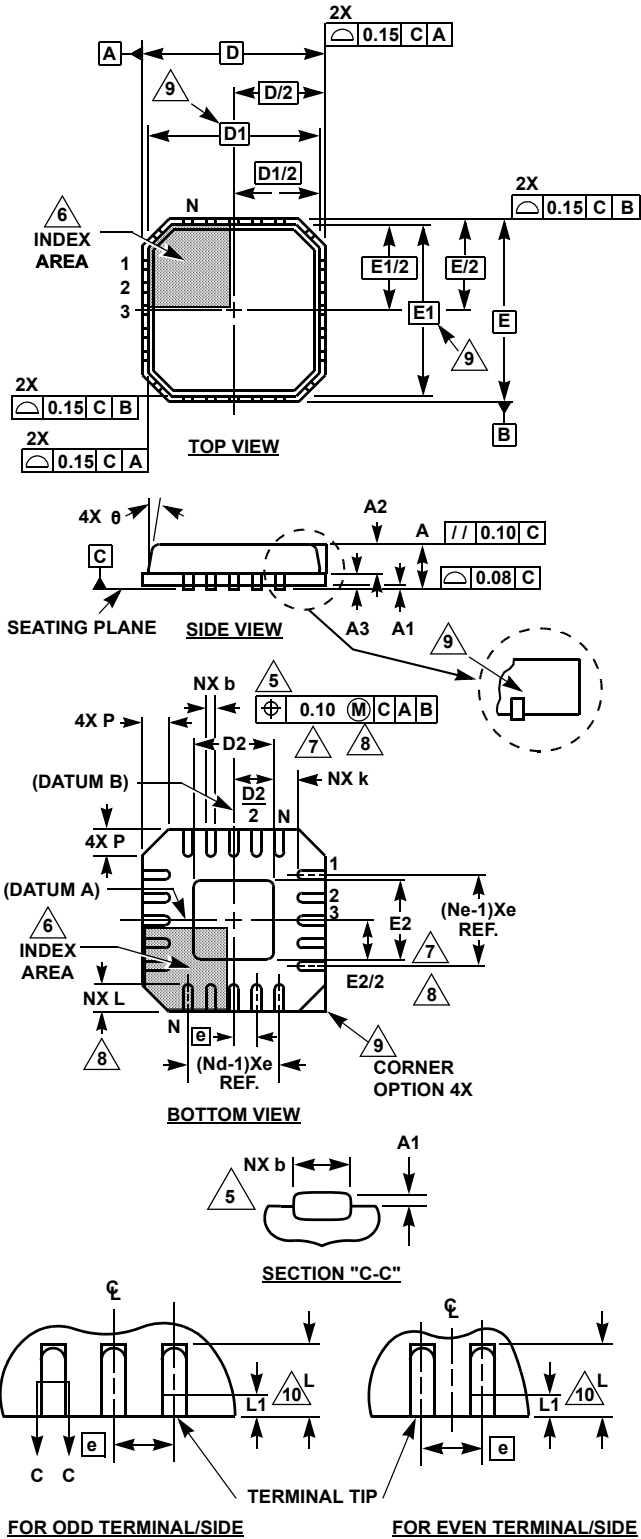 2X
⌓ 0.15 C A
A
D
9
D/2
D1
D1/2
2X
⌓ 0.15 C B
6
INDEX
AREA
N
1
2
3
E1/2
E/2
E1
E
9
2X
⌓ 0.15 C B
2X
⌓ 0.15 C A
B
TOP VIEW
4X θ
A2
A
// 0.10 C
C
⌓ 0.08 C
SEATING PLANE
SIDE VIEW
A3
A1
9
NX b
5
⌖ 0.10 Ⓜ C A B
4X P
D2
7
8
(DATUM B)
D2
2
NX k
N
4X P
1
2
3
(DATUM A)
(Ne-1)Xe
REF.
6
INDEX
AREA
E2
7
E2/2
8
NX L
N
e
8
(Nd-1)Xe
REF.
9
CORNER
OPTION 4X
BOTTOM VIEW
NX b
A1
5
SECTION "C-C"
C L
C L
L
10
L1
L
10
L1
e
e
C C
TERMINAL TIP
FOR ODD TERMINAL/SIDE
FOR EVEN TERMINAL/SIDE